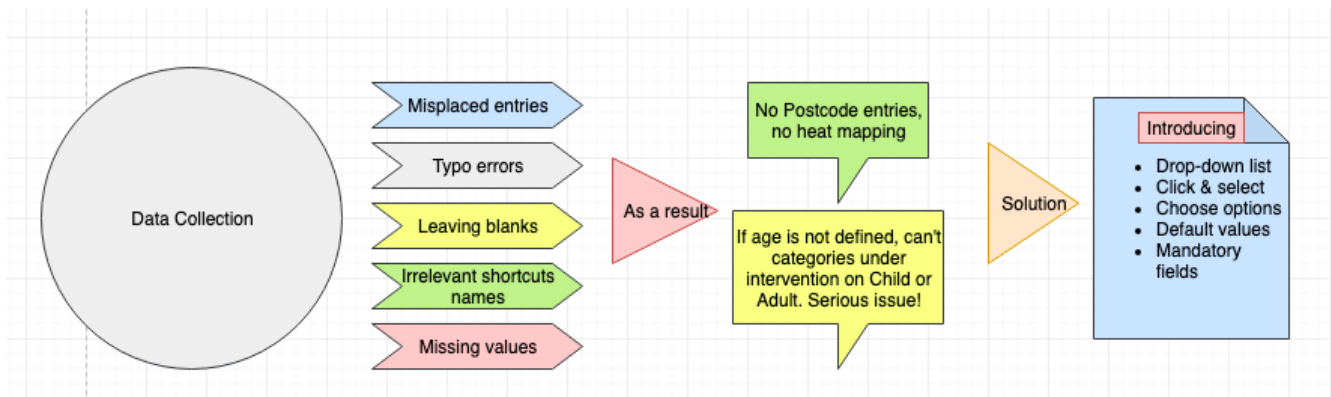 Data Collection
Misplaced entries
Typo errors
Leaving blanks
Irrelevant shortcuts
names
Missing values
As a result
No Postcode entries,
no heat mapping
If age is not defined, can't
categories under
intervention on Child or
Adult. Serious issue!
Solution
Introducing
• Drop-down list
• Click & select
• Choose options
• Default values
• Mandatory
fields